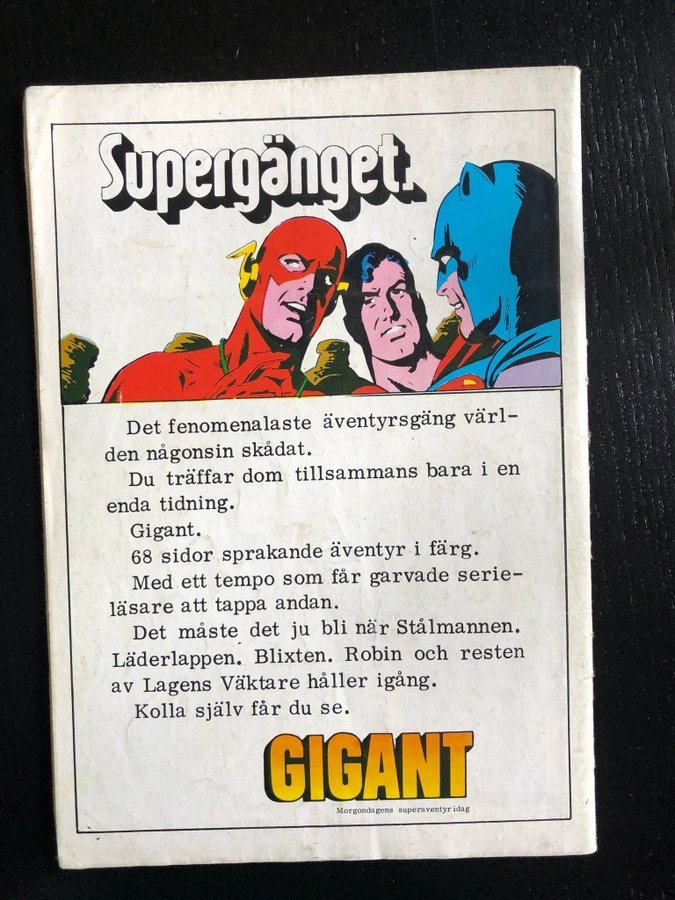 Supergänget.
Det fenomenalaste äventyrsgäng värl-
den någonsin skådat.
Du träffar dom tillsammans bara i en
enda tidning.
Gigant.
68 sidor sprakande äventyr i färg.
Med ett tempo som får garvade serie-
läsare att tappa andan.
Det måste det ju bli när Stålmannen.
Läderlappen. Blixten. Robin och resten
av Lagens Väktare håller igång.
Kolla själv får du se.
GIGANT
Morgondagens superäventyr idag